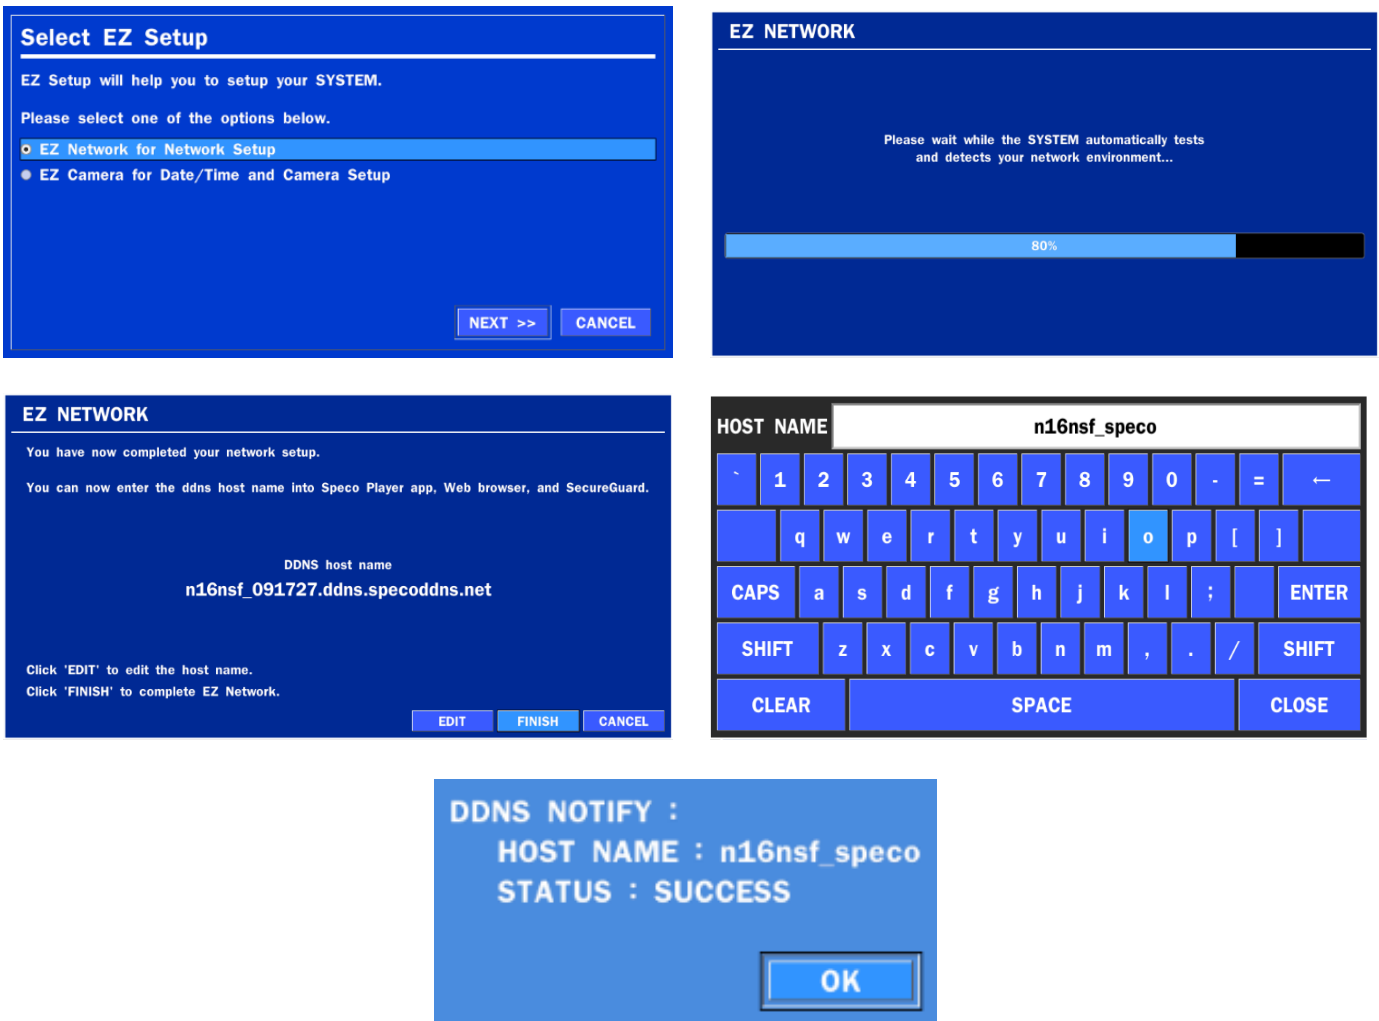 Select EZ Setup
EZ Setup will help you to setup your SYSTEM.
Please select one of the options below.
EZ Network for Network Setup
EZ Camera for Date/Time and Camera Setup
NEXT >> CANCEL
EZ NETWORK
Please wait while the SYSTEM automatically tests
and detects your network environment...
80%
EZ NETWORK
You have now completed your network setup.
You can now enter the ddns host name into Speco Player app, Web browser, and SecureGuard.
DDNS host name
n16nsf_091727.ddns.specoddns.net
Click 'EDIT' to edit the host name.
Click 'FINISH' to complete EZ Network.
EDIT FINISH CANCEL
HOST NAME n16nsf_speco
` 1 2 3 4 5 6 7 8 9 0 - = ←
q w e r t y u i o p [ ]
CAPS a s d f g h j k l ; ENTER
SHIFT z x c v b n m , . / SHIFT
CLEAR SPACE CLOSE
DDNS NOTIFY :
HOST NAME : n16nsf_speco
STATUS : SUCCESS
OK